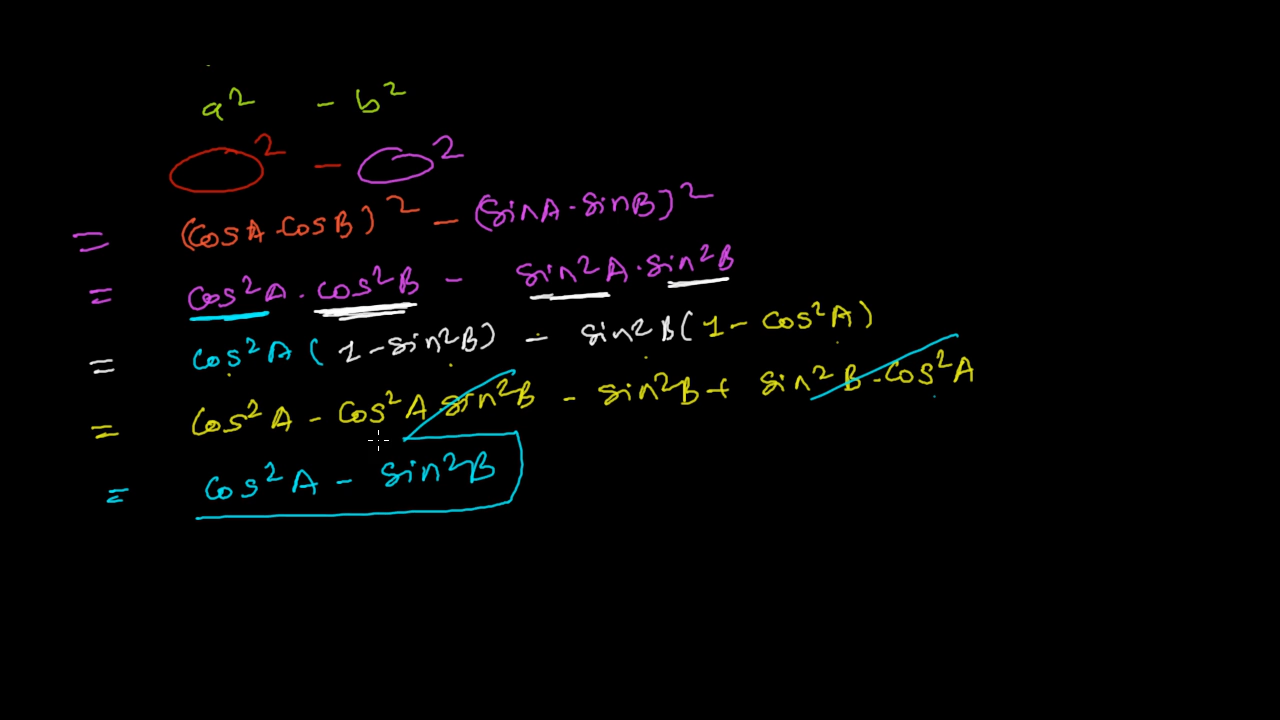 a² - b²
² - ²
= (CosA·CosB)² - (SinA·SinB)²
= Cos²A·Cos²B - Sin²A·Sin²B
= Cos²A(1-Sin²B) - Sin²B(1-Cos²A)
= Cos²A - Cos²A·Sin²B - Sin²B + Sin²B·Cos²A
= Cos²A - Sin²B